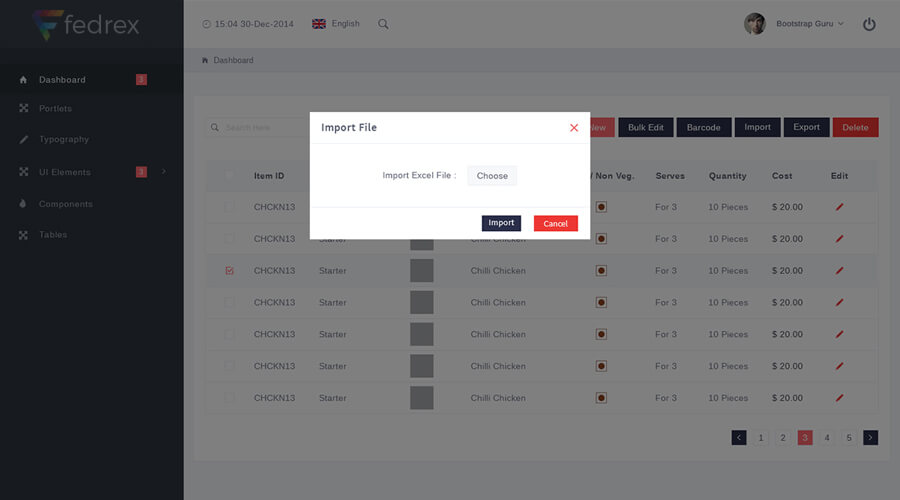 fedrex
15:04 30-Dec-2014 English
Bootstrap Guru
Dashboard
Dashboard 3
Portlets
Typography
UI Elements 3
Components
Tables
Search Here
New Bulk Edit Barcode Import Export Delete
Import File
Import Excel File : Choose
Import Cancel
Item ID / Non Veg. Serves Quantity Cost Edit
CHCKN13 For 3 10 Pieces $ 20.00
CHCKN13 Starter Chilli Chicken For 3 10 Pieces $ 20.00
CHCKN13 Starter Chilli Chicken For 3 10 Pieces $ 20.00
CHCKN13 Starter Chilli Chicken For 3 10 Pieces $ 20.00
CHCKN13 Starter Chilli Chicken For 3 10 Pieces $ 20.00
CHCKN13 Starter Chilli Chicken For 3 10 Pieces $ 20.00
CHCKN13 Starter Chilli Chicken For 3 10 Pieces $ 20.00
1 2 3 4 5